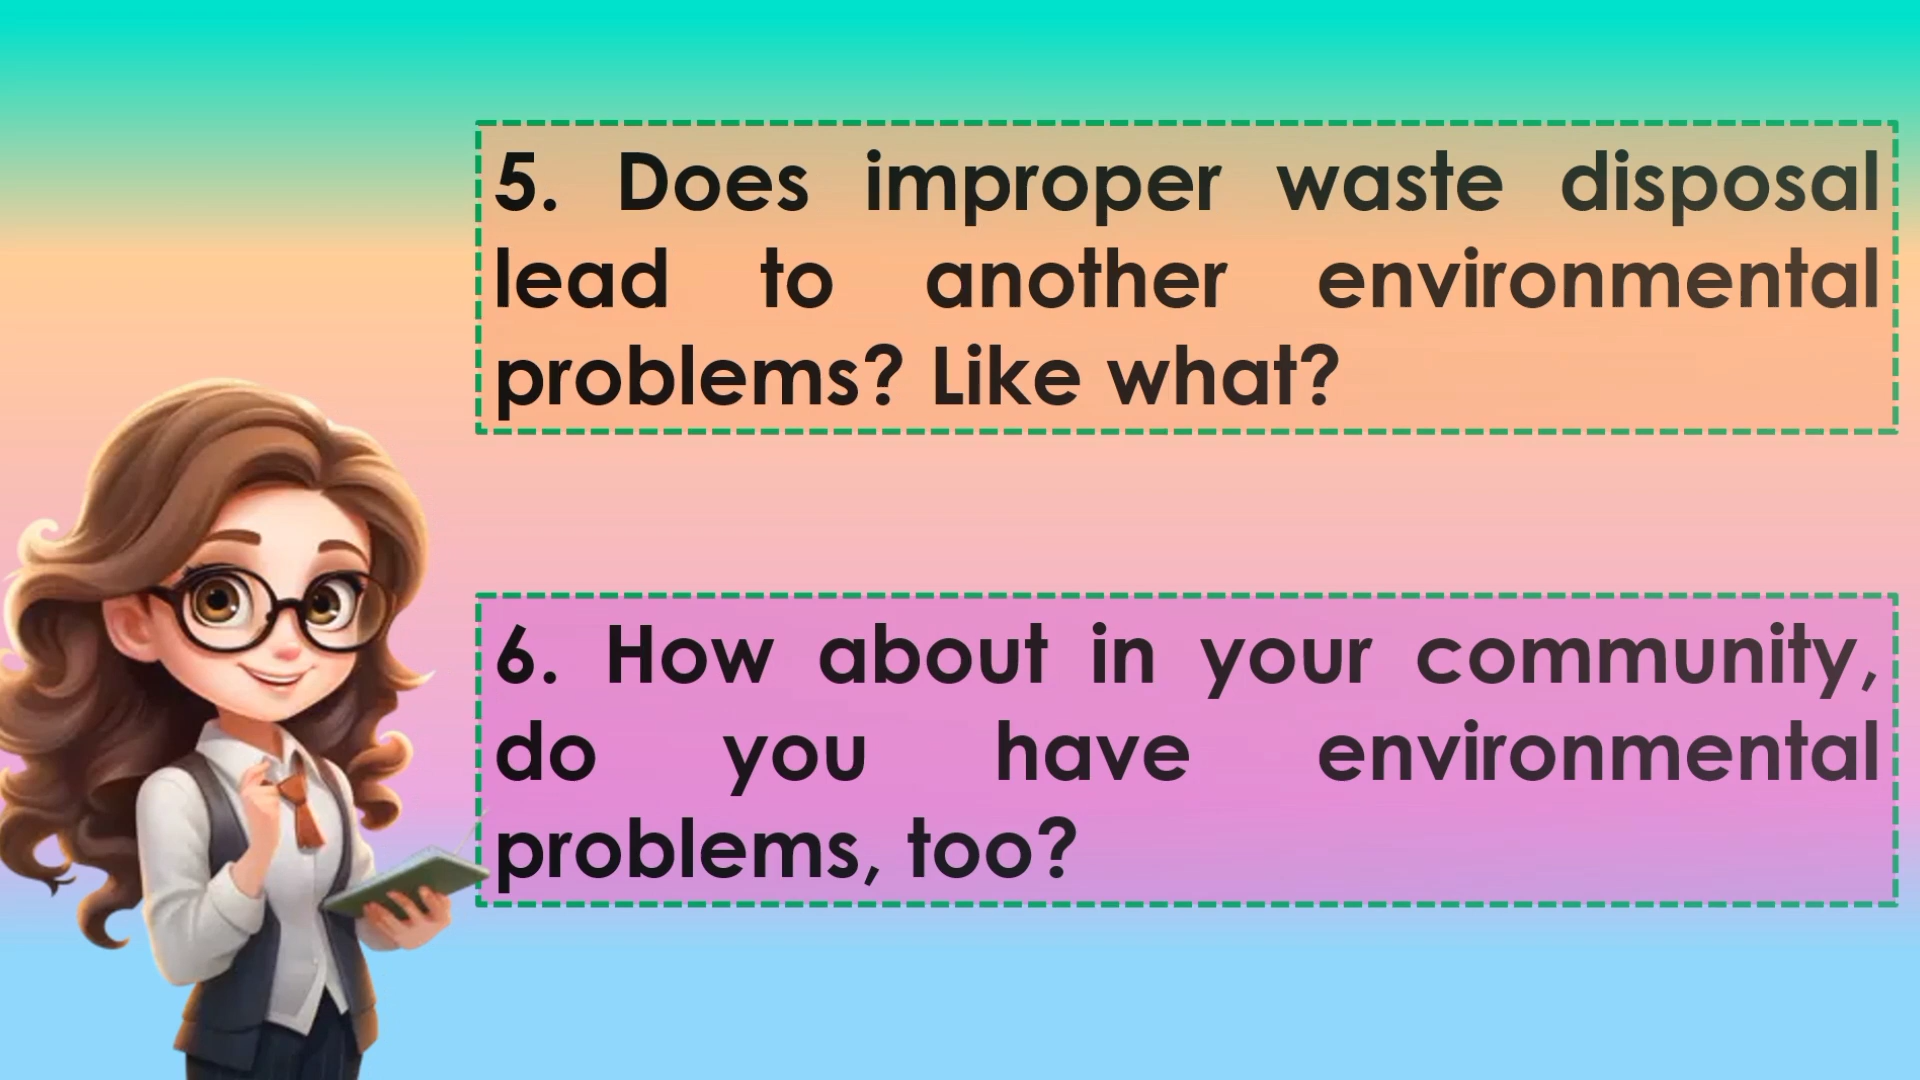 5. Does improper waste disposal
lead to another environmental
problems? Like what?
6. How about in your community,
do you have environmental
problems, too?